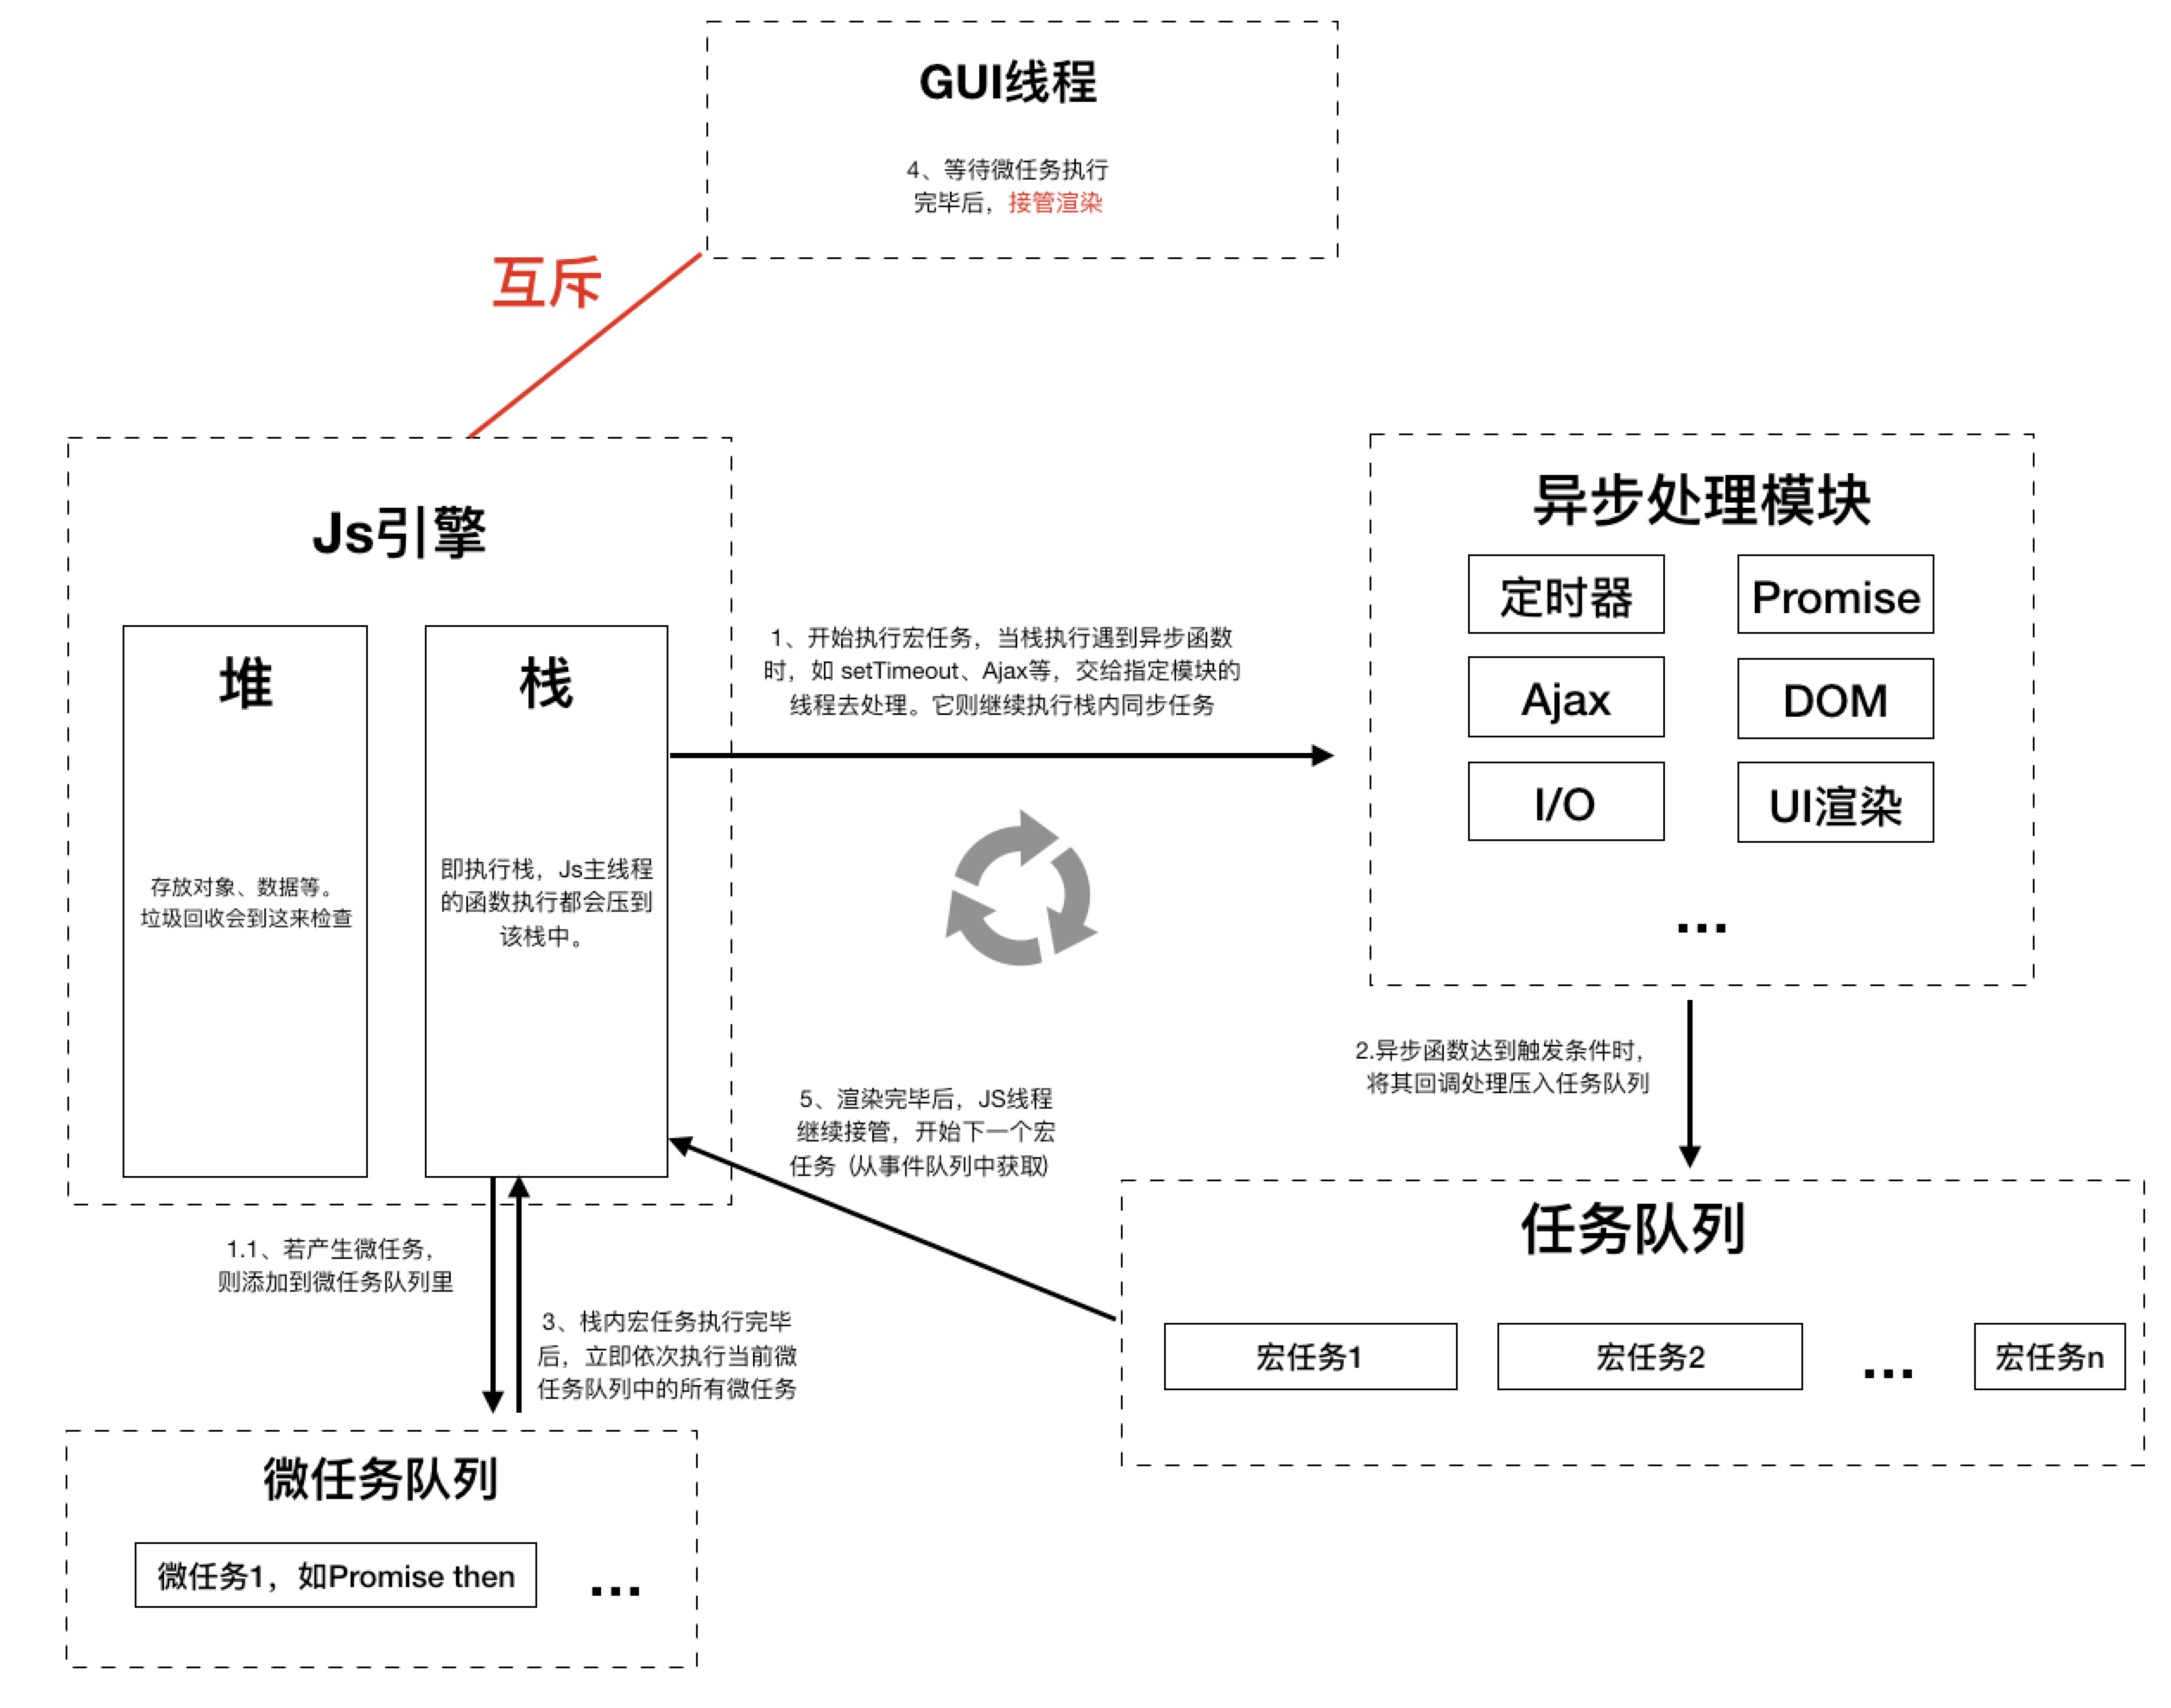 GUI线程
4、等待微任务执行
完毕后，接管渲染
互斥
Js引擎
堆
存放对象、数据等。
垃圾回收会到这来检查
栈
即执行栈，Js主线程
的函数执行都会压到
该栈中。
1、开始执行宏任务，当栈执行遇到异步函数
时，如 setTimeout、Ajax等，交给指定模块的
线程去处理。它则继续执行栈内同步任务
异步处理模块
定时器
Promise
Ajax
DOM
I/O
UI渲染
...
2.异步函数达到触发条件时，
将其回调处理压入任务队列
5、渲染完毕后，JS线程
继续接管，开始下一个宏
任务（从事件队列中获取）
任务队列
宏任务1
宏任务2
...
宏任务n
1.1、若产生微任务，
则添加到微任务队列里
3、栈内宏任务执行完毕
后，立即依次执行当前微
任务队列中的所有微任务
微任务队列
微任务1，如Promise then
...